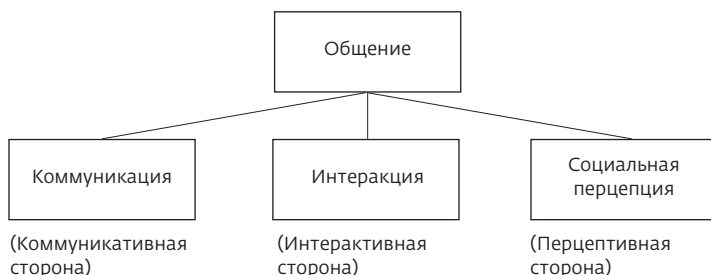 Общение
Коммуникация
Интеракция
Социальная
перцепция
(Коммуникативная
сторона)
(Интерактивная
сторона)
(Перцептивная
сторона)